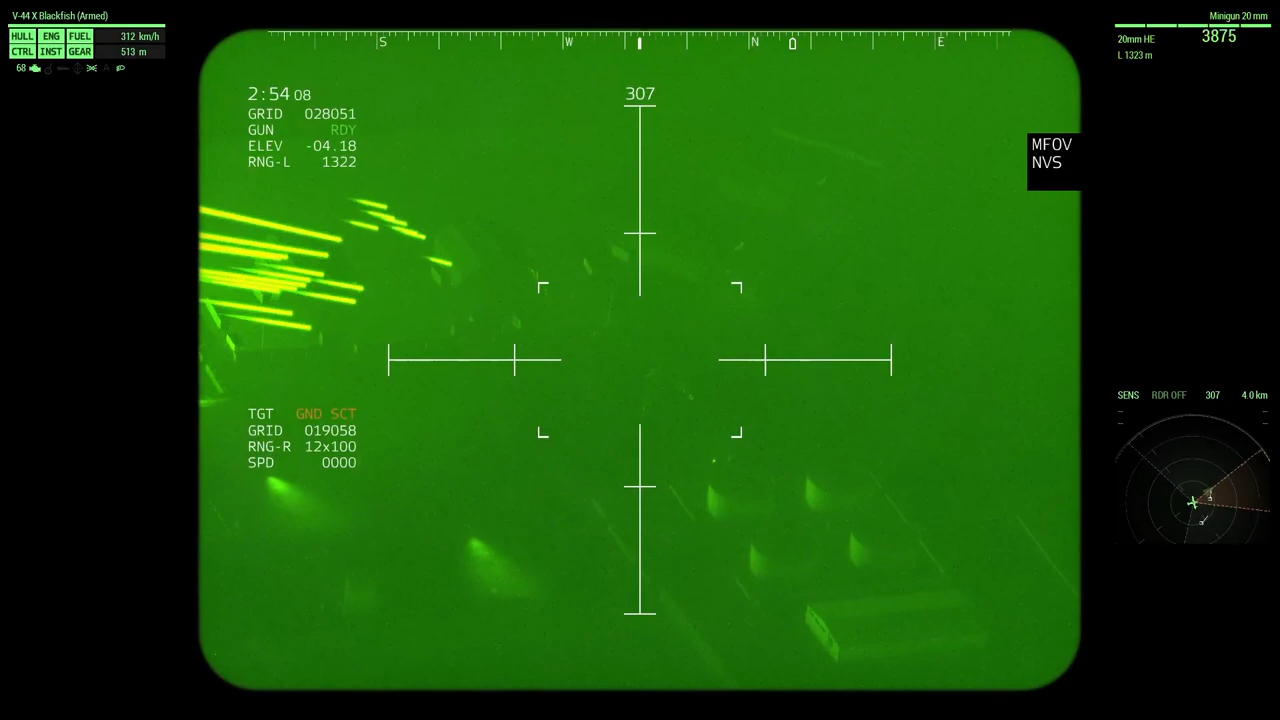 V-44 X Blackfish (Armed)
HULL ENG FUEL 312 km/h
CTRL INST GEAR 513 m
68
Minigun 20 mm
20mm HE 3875
L 1323 m
S W N E
307
2:54 08
GRID 028051
GUN RDY
ELEV -04.18
RNG-L 1322
MFOV
NVS
TGT GND SCT
GRID 019058
RNG-R 12x100
SPD 0000
SENS RDR OFF 307 4.0 km